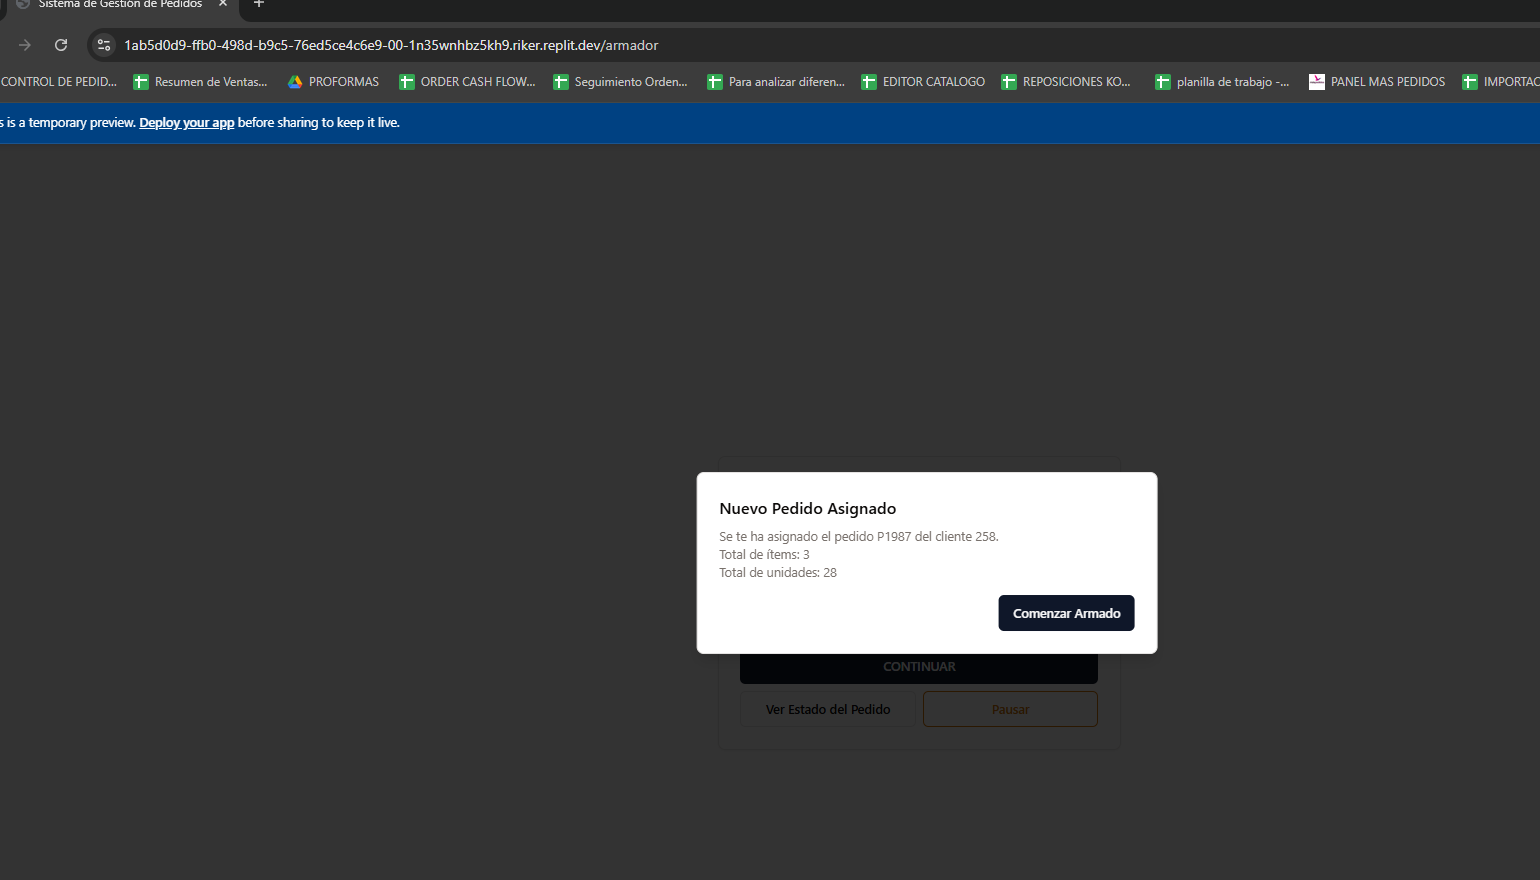 Sistema de Gestión de Pedidos
1ab5d0d9-ffb0-498d-b9c5-76ed5ce4c6e9-00-1n35wnhbz5kh9.riker.replit.dev/armador
CONTROL DE PEDID... Resumen de Ventas... PROFORMAS ORDER CASH FLOW... Seguimiento Orden... Para analizar diferen... EDITOR CATALOGO REPOSICIONES KO... planilla de trabajo -... PANEL MAS PEDIDOS IMPORTAC
s is a temporary preview. Deploy your app before sharing to keep it live.
Nuevo Pedido Asignado
Se te ha asignado el pedido P1987 del cliente 258.
Total de ítems: 3
Total de unidades: 28
Comenzar Armado
CONTINUAR
Ver Estado del Pedido Pausar